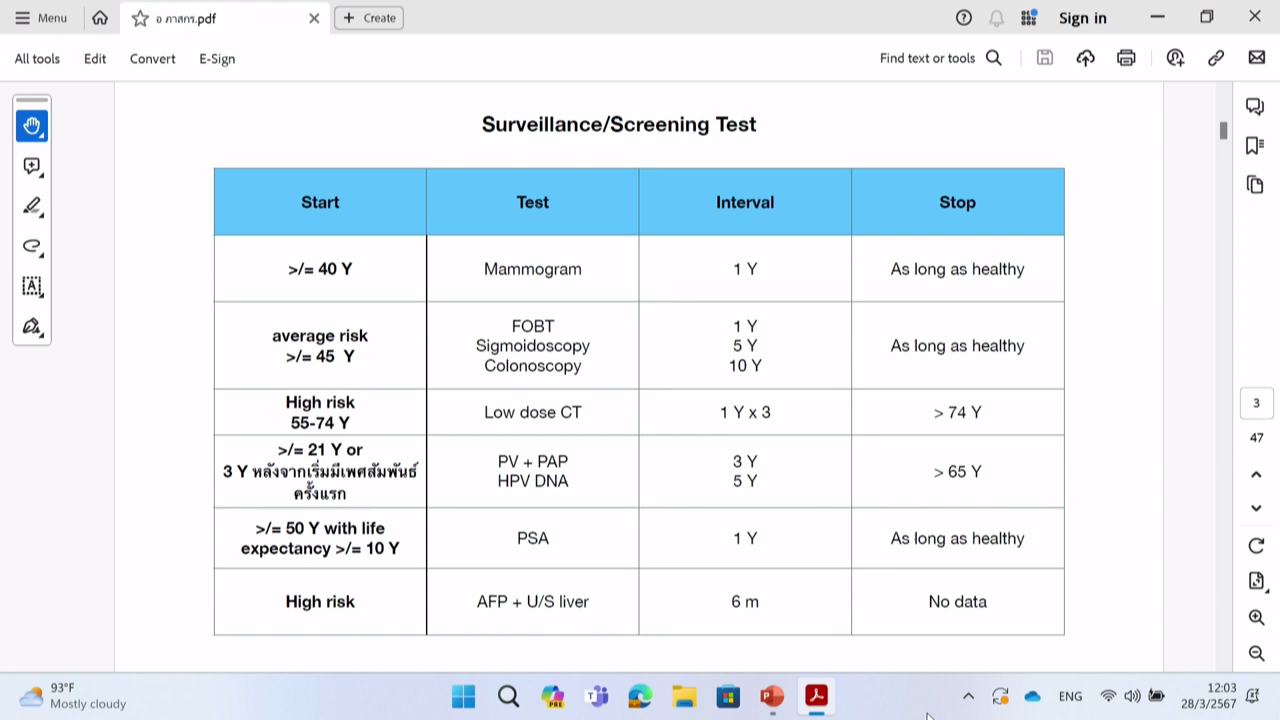 Menu
อ ภาสกร.pdf
Create
Sign in
All tools
Edit
Convert
E-Sign
Find text or tools
Surveillance/Screening Test
Start
Test
Interval
Stop
>/= 40 Y
Mammogram
1 Y
As long as healthy
average risk
>/= 45 Y
FOBT
Sigmoidoscopy
Colonoscopy
1 Y
5 Y
10 Y
As long as healthy
High risk
55-74 Y
Low dose CT
1 Y x 3
> 74 Y
>/= 21 Y or
3 Y หลังจากเริ่มมีเพศสัมพันธ์
ครั้งแรก
PV + PAP
HPV DNA
3 Y
5 Y
> 65 Y
>/= 50 Y with life
expectancy >/= 10 Y
PSA
1 Y
As long as healthy
High risk
AFP + U/S liver
6 m
No data
3
47
93°F
Mostly cloudy
PRE
ENG
12:03
28/3/2567